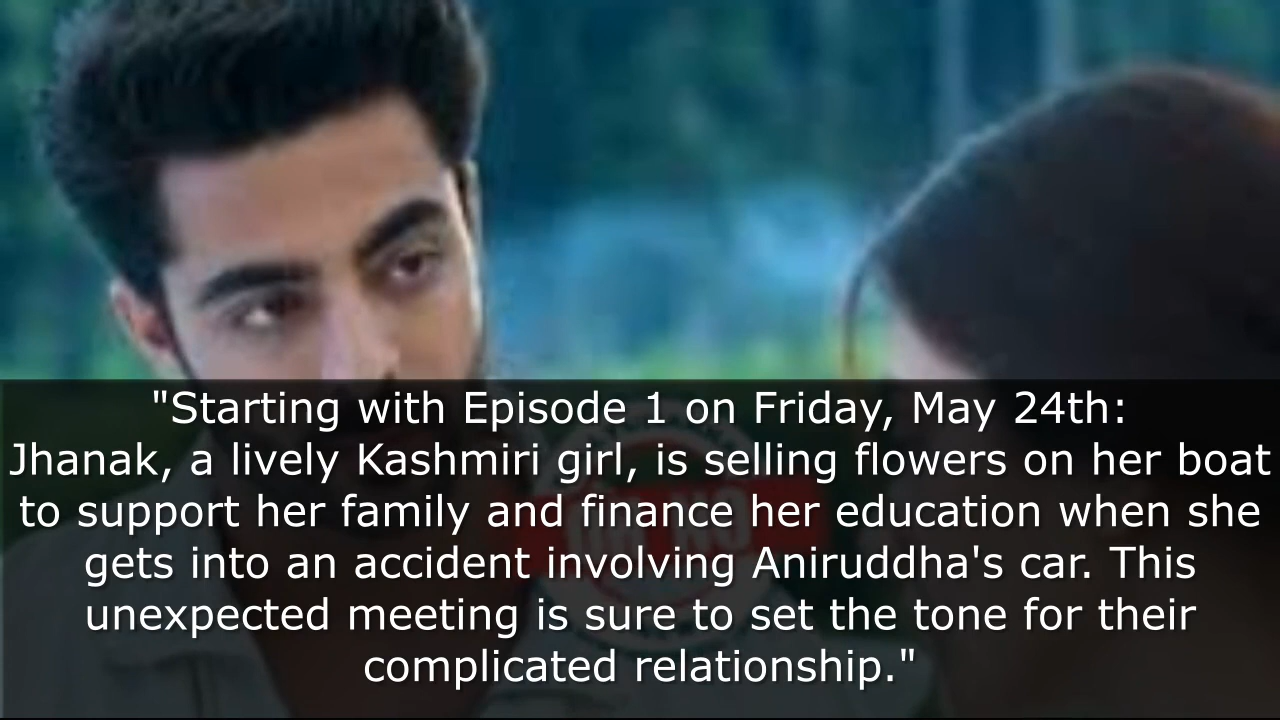 "Starting with Episode 1 on Friday, May 24th:
Jhanak, a lively Kashmiri girl, is selling flowers on her boat
to support her family and finance her education when she
gets into an accident involving Aniruddha's car. This
unexpected meeting is sure to set the tone for their
complicated relationship."